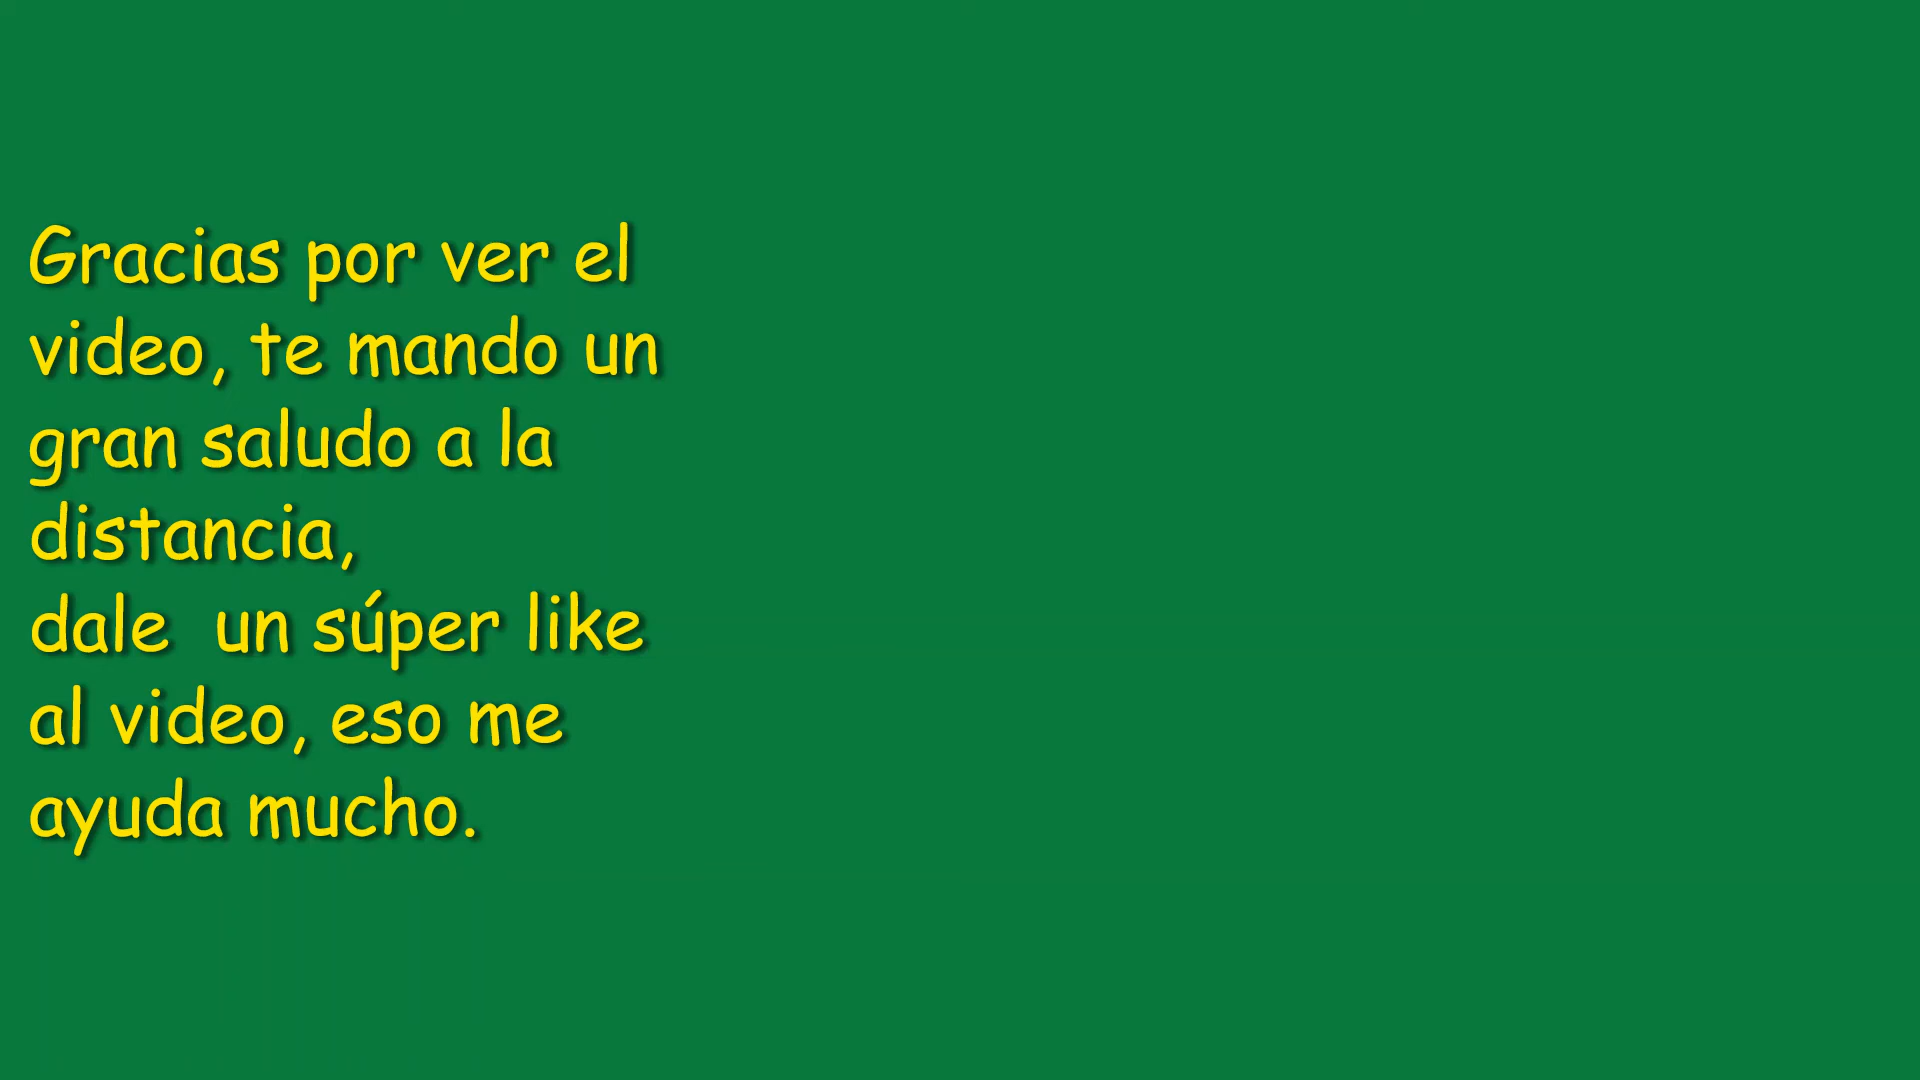 Gracias por ver el
video, te mando un
gran saludo a la
distancia,
dale  un súper like
al video, eso me
ayuda mucho.